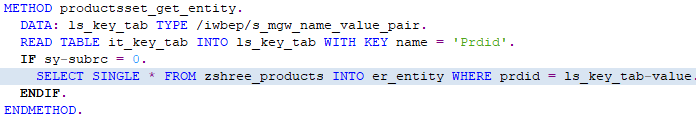 METHOD productsset_get_entity.
DATA: ls_key_tab TYPE /iwbep/s_mgw_name_value_pair.
READ TABLE it_key_tab INTO ls_key_tab WITH KEY name = 'Prdid'.
IF sy-subrc = 0.
SELECT SINGLE * FROM zshree_products INTO er_entity WHERE prdid = ls_key_tab-value.
ENDIF.
ENDMETHOD.